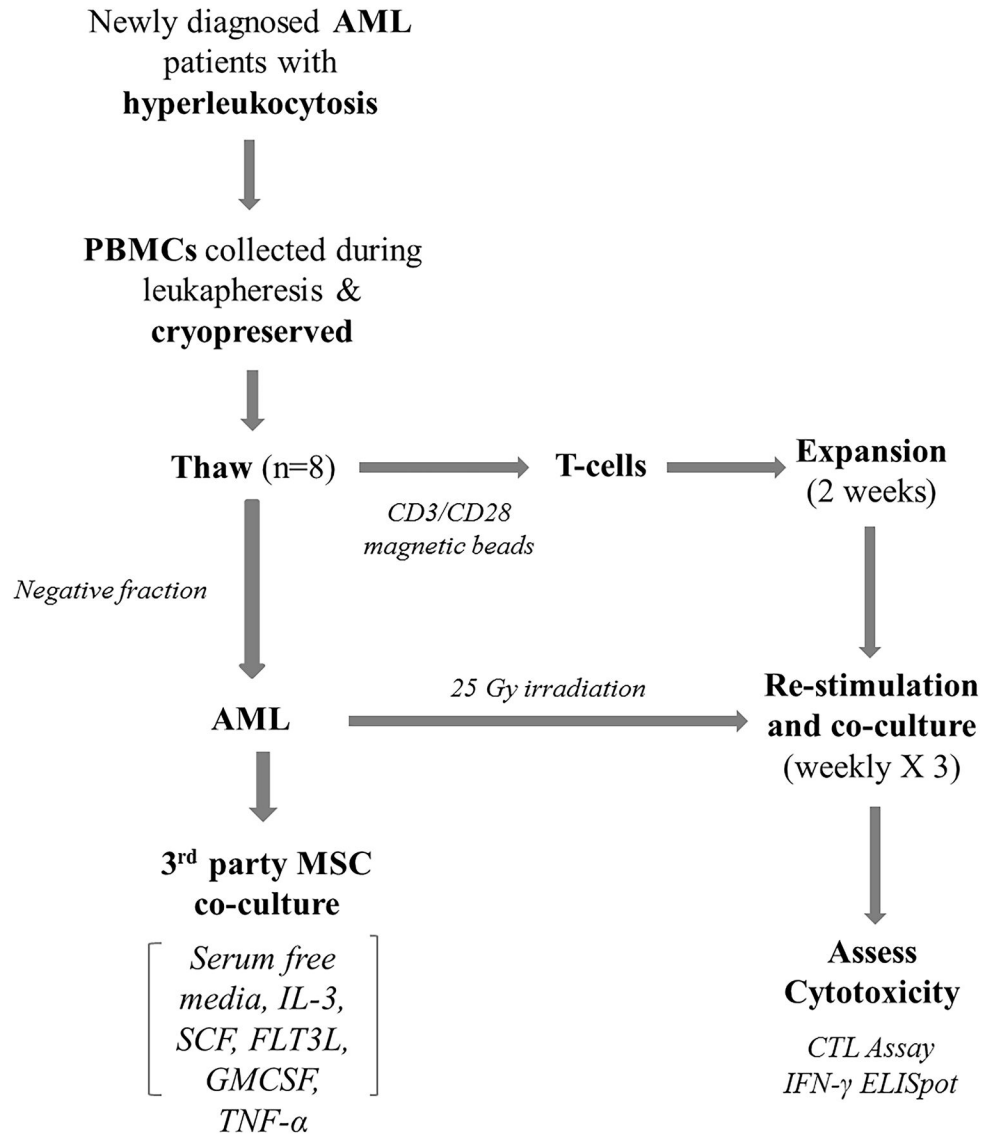 Newly diagnosed AML
patients with
hyperleukocytosis
PBMCs collected during
leukapheresis &
cryopreserved
Thaw (n=8)
CD3/CD28
magnetic beads
T-cells
Expansion
(2 weeks)
Negative fraction
AML
25 Gy irradiation
Re-stimulation
and co-culture
(weekly X 3)
3rd party MSC
co-culture
Serum free
media, IL-3,
SCF, FLT3L,
GMCSF,
TNF-α
Assess
Cytotoxicity
CTL Assay
IFN-γ ELISpot